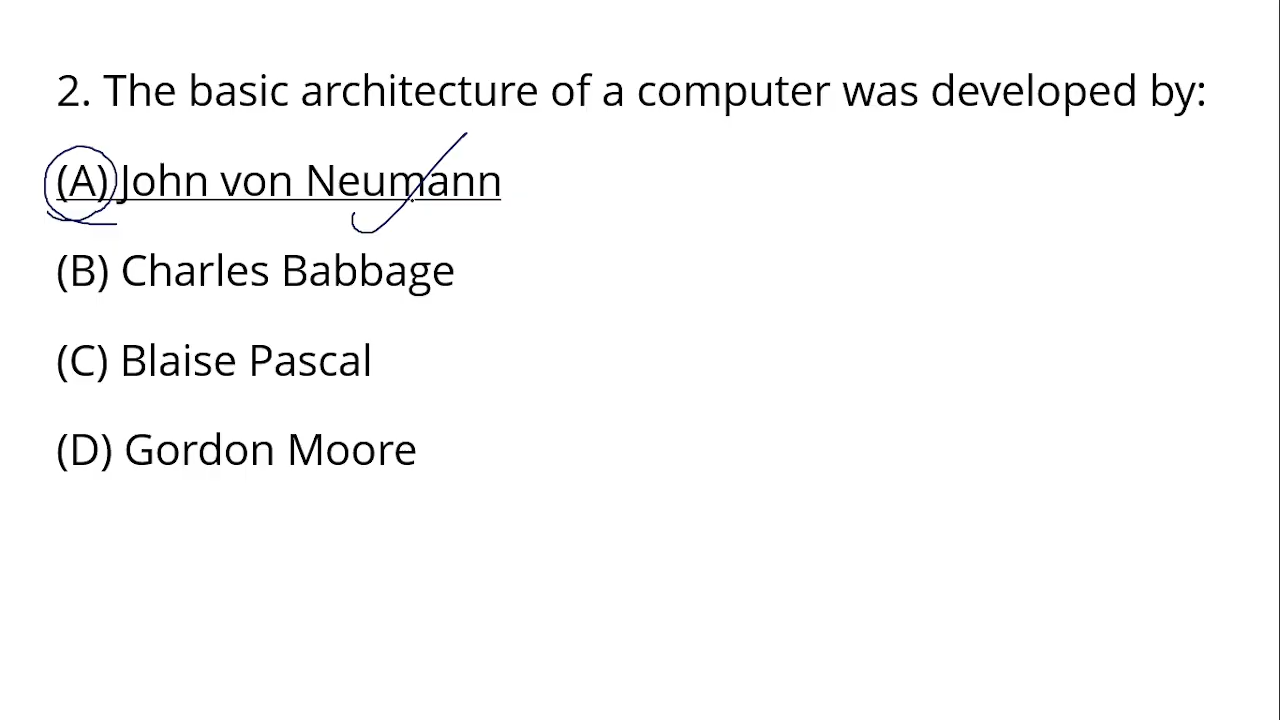 2. The basic architecture of a computer was developed by:
(A) John von Neumann
(B) Charles Babbage
(C) Blaise Pascal
(D) Gordon Moore